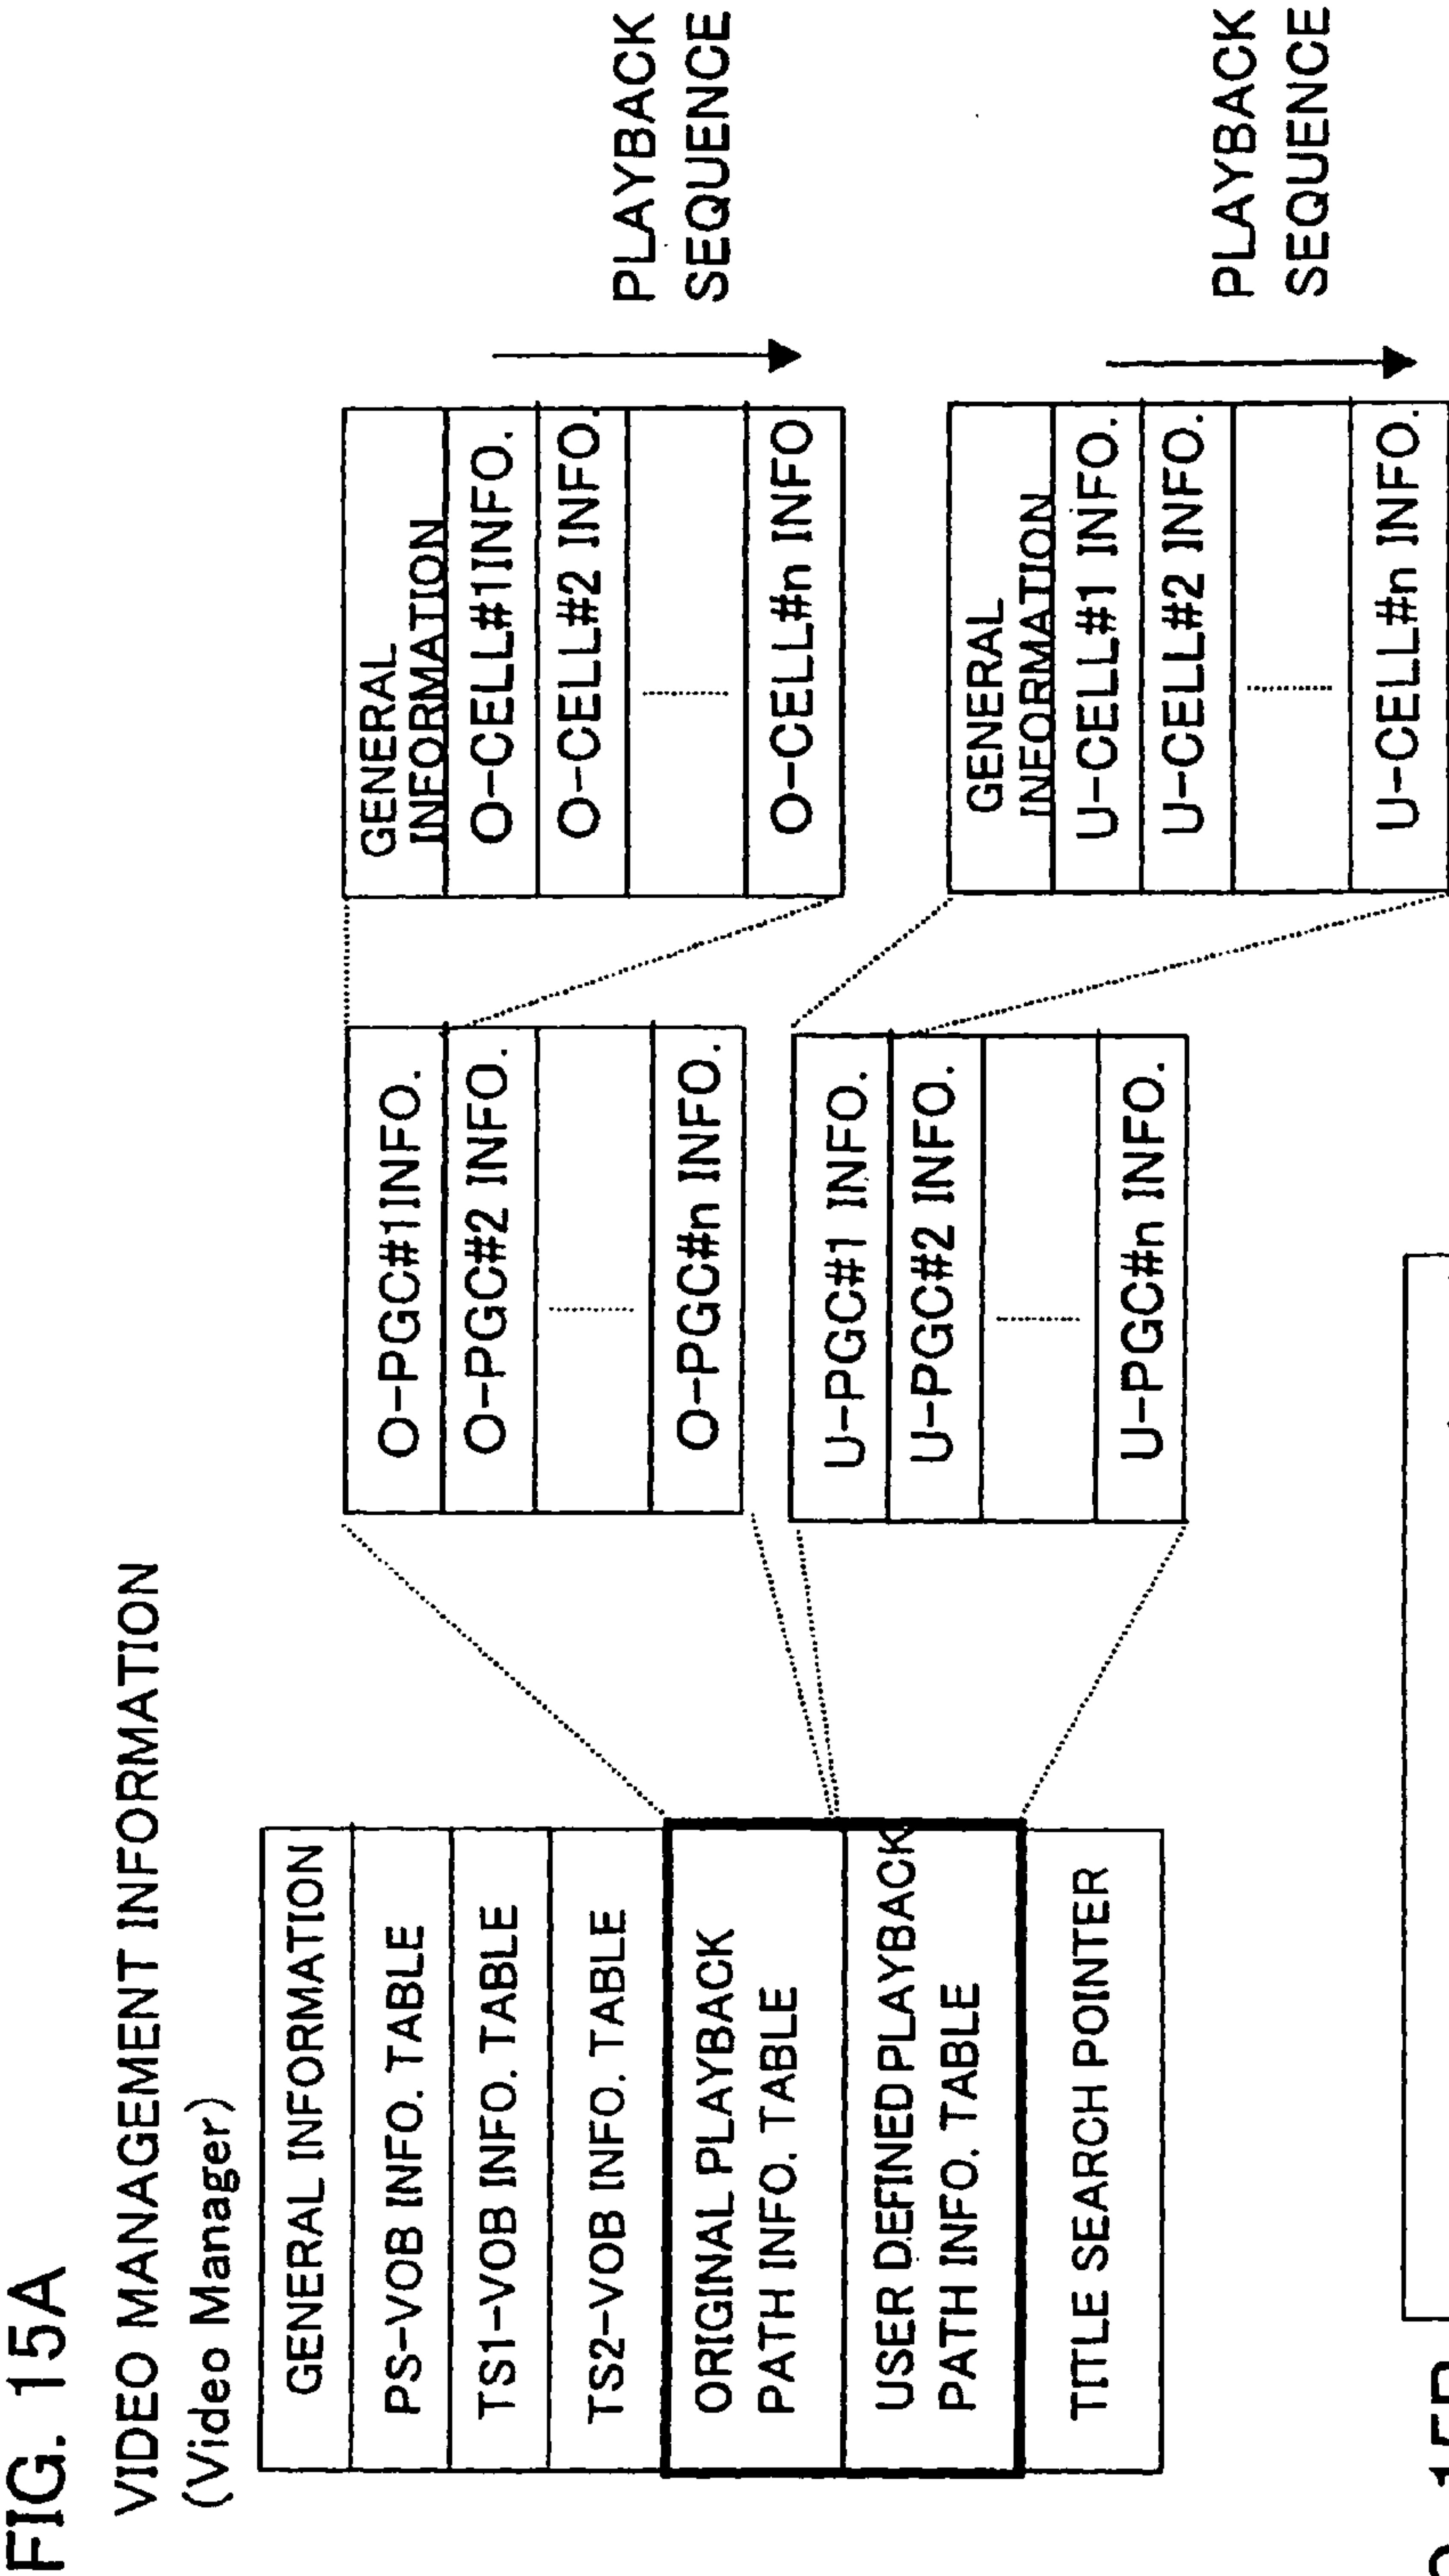 FIG. 15A
VIDEO MANAGEMENT INFORMATION
(Video Manager)
GENERAL INFORMATION
PS-VOB INFO. TABLE
TS1-VOB INFO. TABLE
TS2-VOB INFO. TABLE
ORIGINAL PLAYBACK
PATH INFO. TABLE
USER DEFINED PLAYBACK
PATH INFO. TABLE
TITLE SEARCH POINTER
O-PGC#1INFO.
O-PGC#2 INFO.
O-PGC#n INFO.
U-PGC#1 INFO.
U-PGC#2 INFO.
U-PGC#n INFO.
GENERAL
INFORMATION
O-CELL#1INFO.
O-CELL#2 INFO.
O-CELL#n INFO
GENERAL
INFORMATION
U-CELL#1 INFO.
U-CELL#2 INFO.
U-CELL#n INFO.
PLAYBACK
SEQUENCE
PLAYBACK
SEQUENCE